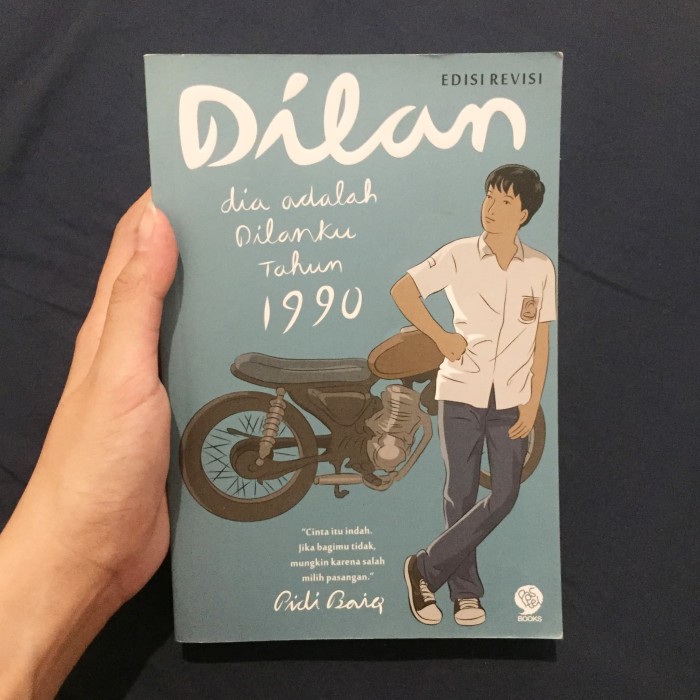 EDISI REVISI
Dilan
dia adalah
Dilanku
Tahun
1990
"Cinta itu indah.
Jika bagimu tidak,
mungkin karena salah
milih pasangan."
Pidi Baiq
BOOKS